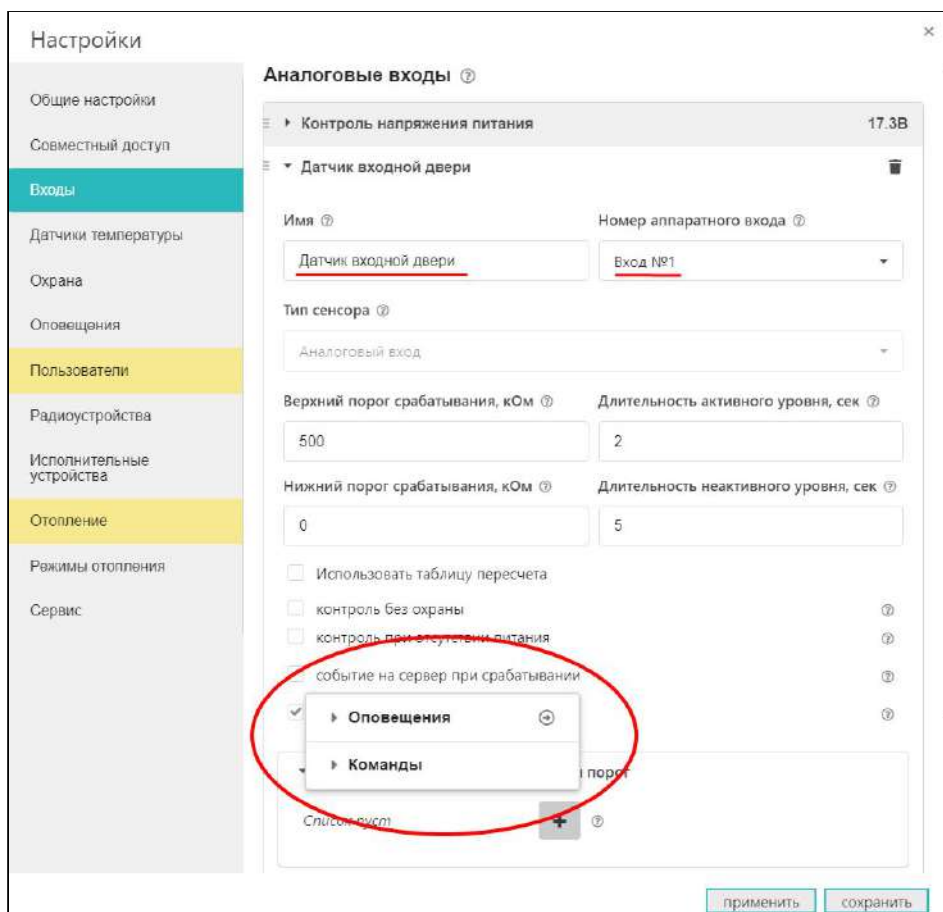 Настройки
×
Общие настройки
Совместный доступ
Входы
Датчики температуры
Охрана
Оповещения
Пользователи
Радиоустройства
Исполнительные
устройства
Отопление
Режимы отопления
Сервис
Аналоговые входы ?
Контроль напряжения питания 17.3В
Датчик входной двери
Имя ? Номер аппаратного входа ?
Датчик входной двери Вход №1
Тип сенсора ?
Аналоговый вход
Верхний порог срабатывания, кОм ? Длительность активного уровня, сек ?
500 2
Нижний порог срабатывания, кОм ? Длительность неактивного уровня, сек ?
0 5
Использовать таблицу пересчета
контроль без охраны ?
контроль при отсутствии питания ?
событие на сервер при срабатывании ?
Оповещения ?
Команды порог
Список пуст + ?
применить сохранить